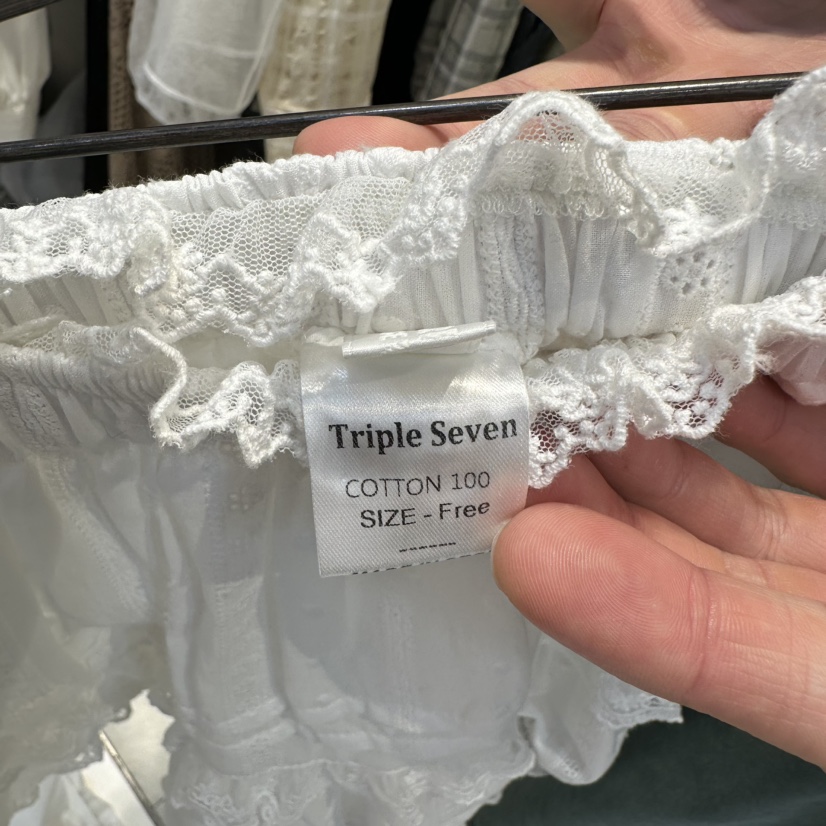 Triple Seven
COTTON 100
SIZE - Free